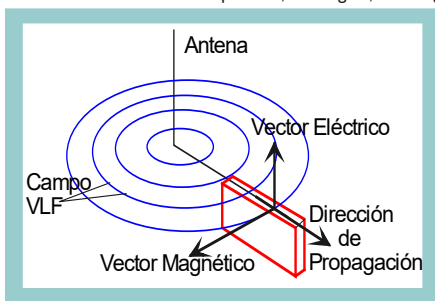 Antena
Vector Eléctrico
Campo
VLF
Dirección
de
Propagación
Vector Magnético